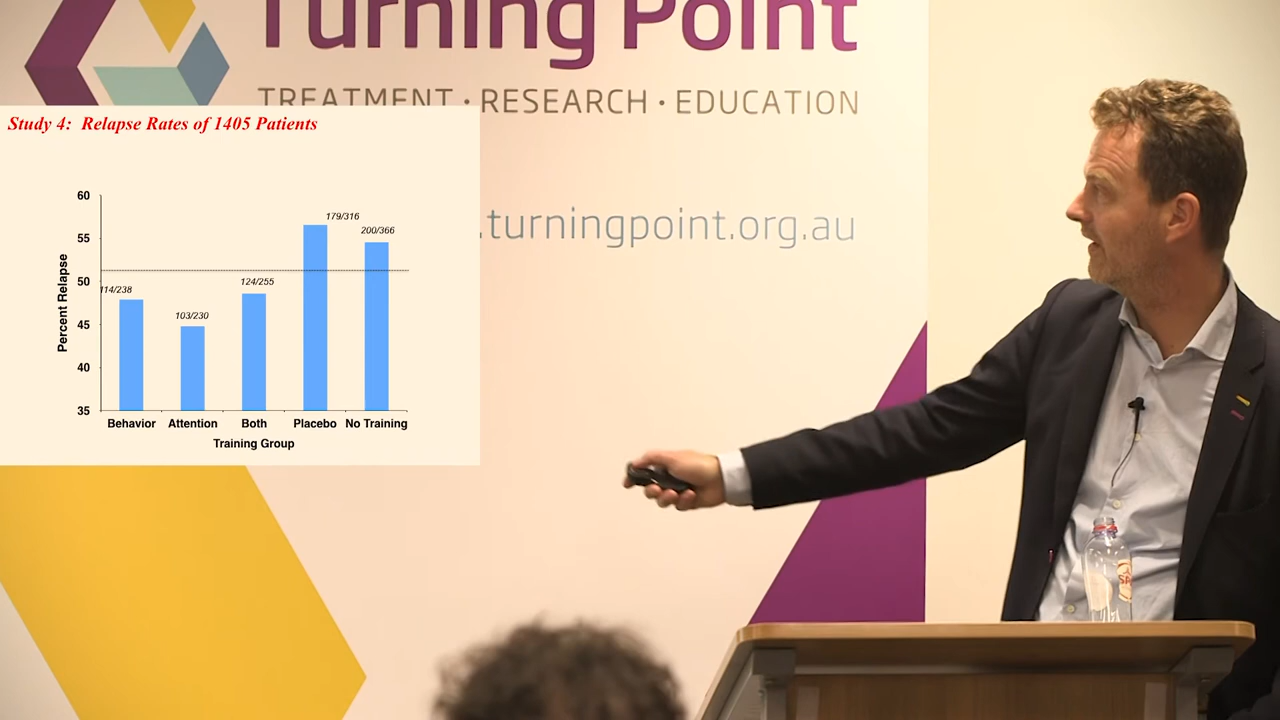 Turning Point
TREATMENT · RESEARCH · EDUCATION
.turningpoint.org.au
Study 4: Relapse Rates of 1405 Patients
60
55
50
45
40
35
Percent Relapse
114/238
103/230
124/255
179/316
200/366
Behavior
Attention
Both
Placebo
No Training
Training Group